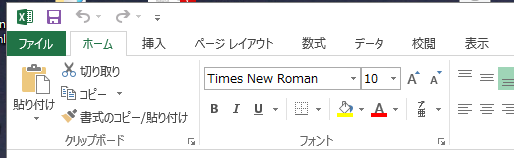 ファイル ホーム 挿入 ページ レイアウト 数式 データ 校閲 表示
切り取り
Times New Roman 10 A A
コピー
貼り付け
B I U A ア亜
書式のコピー/貼り付け
クリップボード フォント